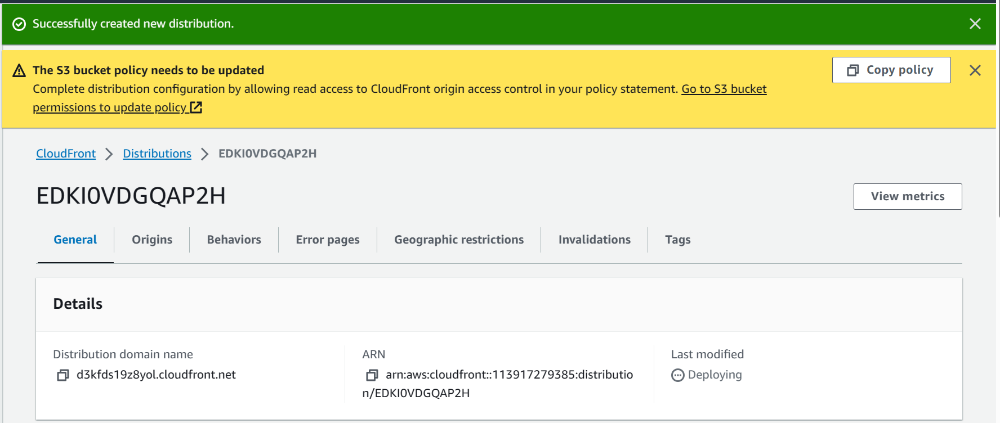 Successfully created new distribution.
The S3 bucket policy needs to be updated
Copy policy
Complete distribution configuration by allowing read access to CloudFront origin access control in your policy statement. Go to S3 bucket
permissions to update policy
CloudFront
Distributions
EDKI0VDGQAP2H
EDKI0VDGQAP2H
View metrics
General
Origins
Behaviors
Error pages
Geographic restrictions
Invalidations
Tags
Details
Distribution domain name
d3kfds19z8yol.cloudfront.net
ARN
arn:aws:cloudfront::113917279385:distributio
n/EDKI0VDGQAP2H
Last modified
Deploying